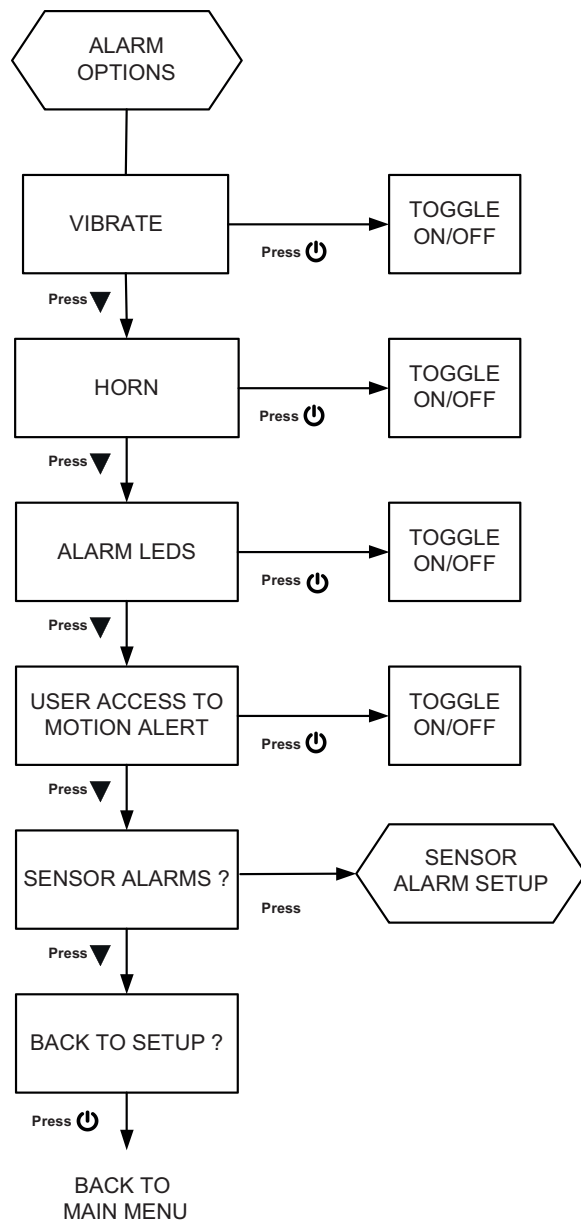 ALARM
OPTIONS
VIBRATE
Press
TOGGLE
ON/OFF
Press
HORN
Press
TOGGLE
ON/OFF
Press
ALARM LEDS
Press
TOGGLE
ON/OFF
Press
USER ACCESS TO
MOTION ALERT
Press
TOGGLE
ON/OFF
Press
SENSOR ALARMS ?
Press
SENSOR
ALARM SETUP
Press
BACK TO SETUP ?
Press
BACK TO
MAIN MENU